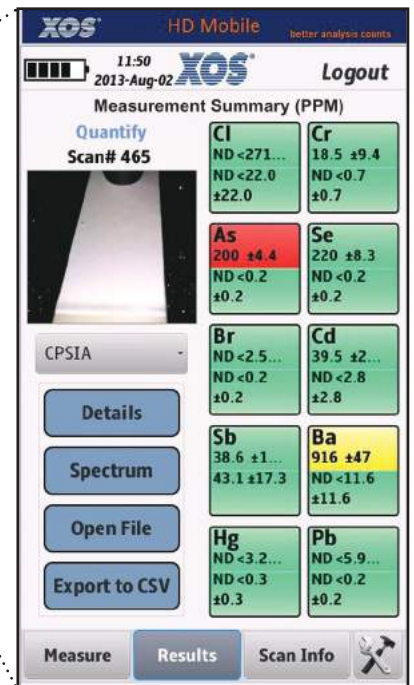 XOS HD Mobile better analysis counts
11:50
2013-Aug-02 XOS Logout
Measurement Summary (PPM)
Quantify
Scan# 465
CPSIA
Details
Spectrum
Open File
Export to CSV
Cl
ND <271...
ND <22.0
±22.0
Cr
18.5 ±9.4
ND <0.7
±0.7
As
200 ±4.4
ND <0.2
±0.2
Se
220 ±8.3
ND <0.2
±0.2
Br
ND <2.5...
ND <0.2
±0.2
Cd
39.5 ±2...
ND <2.8
±2.8
Sb
38.6 ±1...
43.1 ±17.3
Ba
916 ±47
ND <11.6
±11.6
Hg
ND <3.2...
ND <0.3
±0.3
Pb
ND <5.9...
ND <0.2
±0.2
Measure Results Scan Info